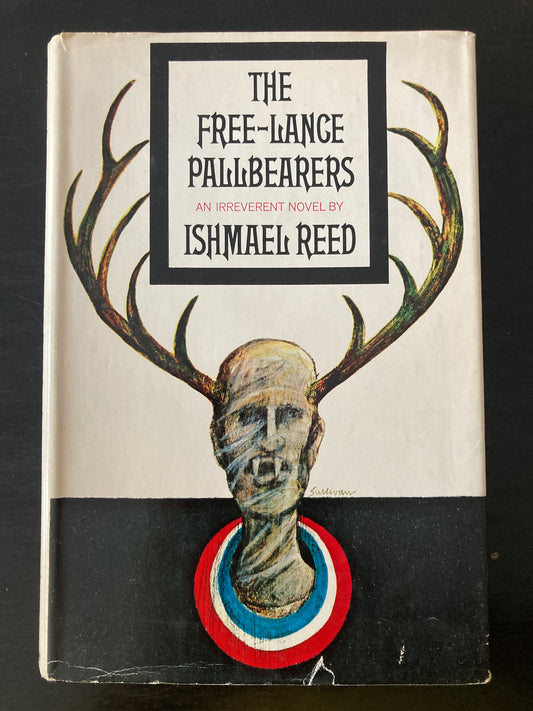 THE
FREE-LANCE
PALLBEARERS
AN IRREVERENT NOVEL BY
ISHMAEL REED
Sullivan